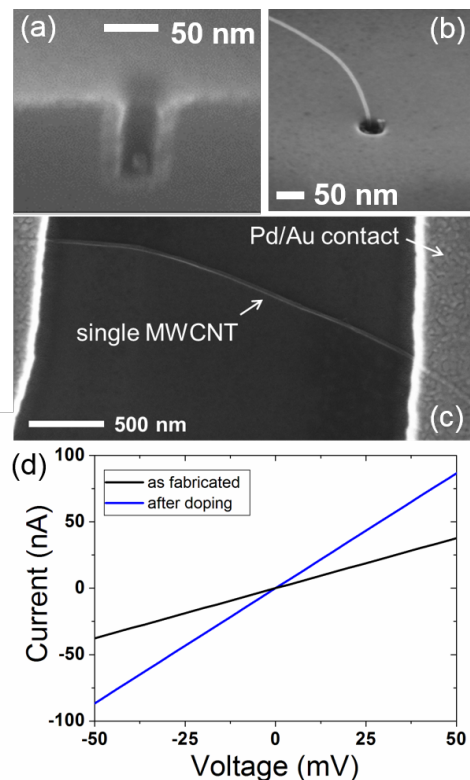 (a)
50 nm
(b)
50 nm
Pd/Au contact
single MWCNT
500 nm
(c)
(d)
as fabricated
after doping
100
50
0
-50
-100
-50
-25
0
25
50
Current (nA)
Voltage (mV)